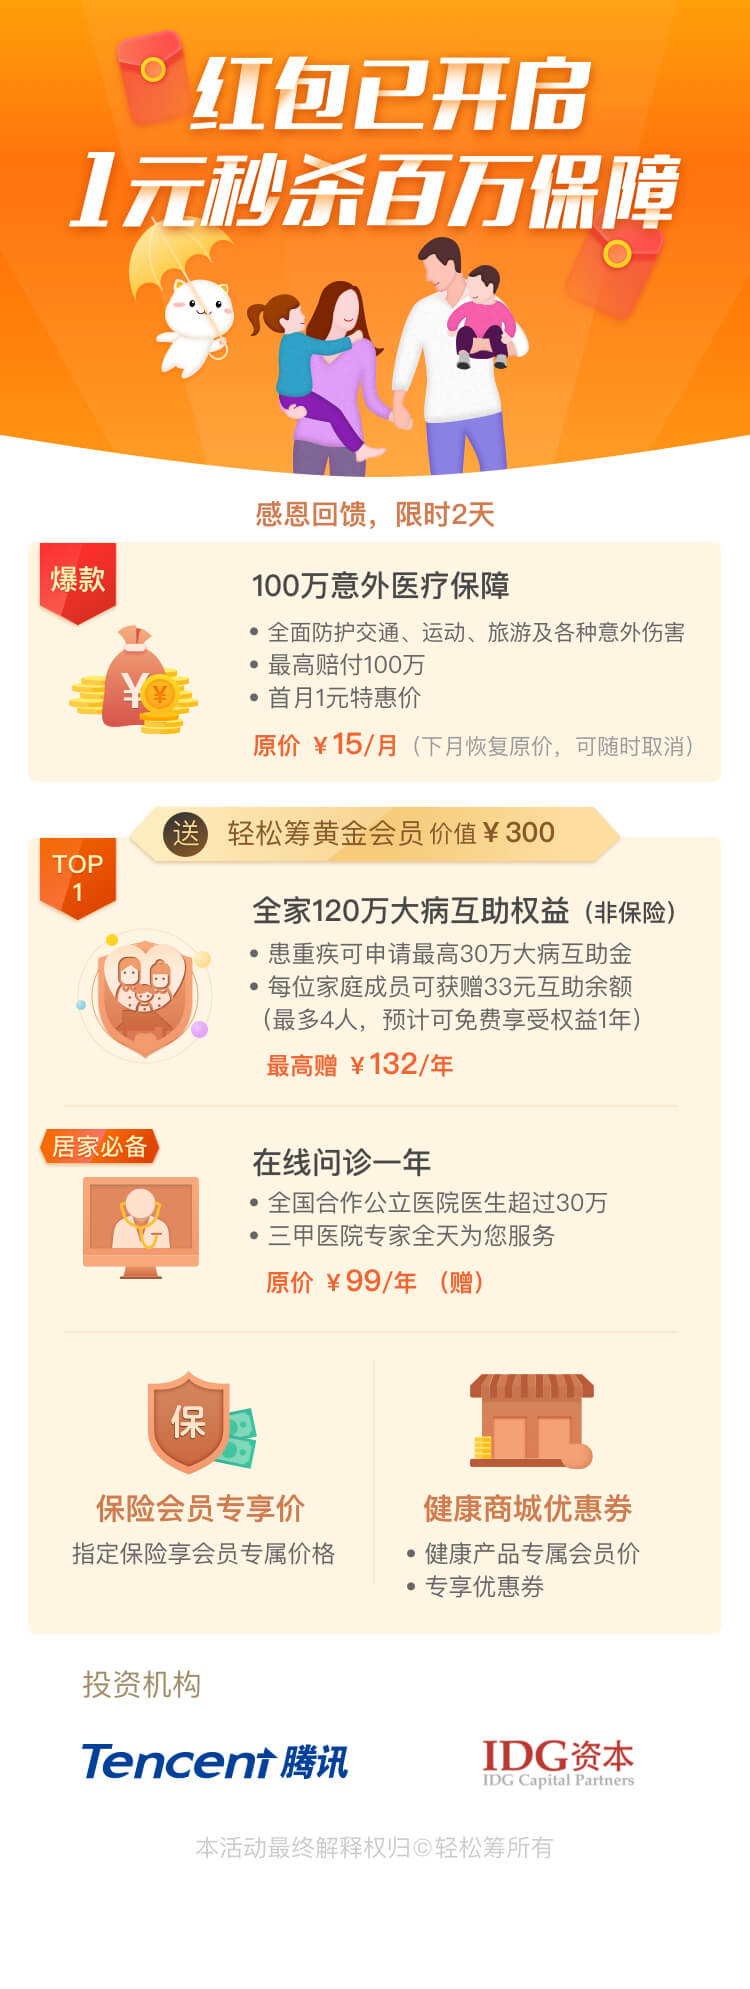 红包已开启
1元秒杀百万保障
感恩回馈，限时2天
爆款
100万意外医疗保障
• 全面防护交通、运动、旅游及各种意外伤害
• 最高赔付100万
• 首月1元特惠价
原价 ￥15/月（下月恢复原价，可随时取消）
¥
¥
送 轻松筹黄金会员 价值￥300
TOP
1
全家120万大病互助权益（非保险）
• 患重疾可申请最高30万大病互助金
• 每位家庭成员可获赠33元互助余额
（最多4人，预计可免费享受权益1年）
最高赠 ￥132/年
居家必备
在线问诊一年
• 全国合作公立医院医生超过30万
• 三甲医院专家全天为您服务
原价 ￥99/年 （赠）
保
保险会员专享价
指定保险享会员专属价格
健康商城优惠券
• 健康产品专属会员价
• 专享优惠券
投资机构
Tencent 腾讯
IDG资本
IDG Capital Partners
本活动最终解释权归©轻松筹所有